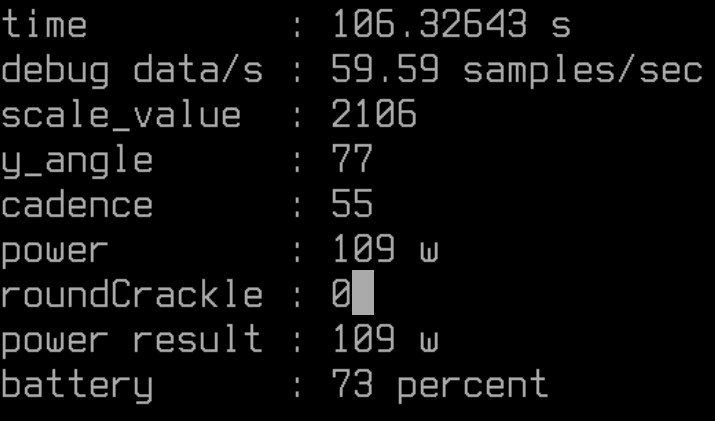 time         : 106.32643 s
debug data/s : 59.59 samples/sec
scale_value  : 2106
y_angle      : 77
cadence      : 55
power        : 109 w
roundCrackle : 0
power result : 109 w
battery      : 73 percent